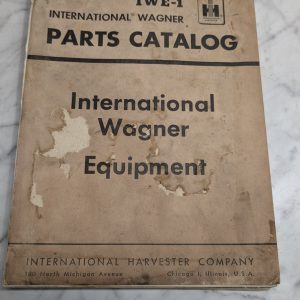 IWE-1
INTERNATIONAL WAGNER
PARTS CATALOG
International
Wagner
Equipment
INTERNATIONAL HARVESTER COMPANY
180 North Michigan Avenue Chicago 1, Illinois, U.S.A.